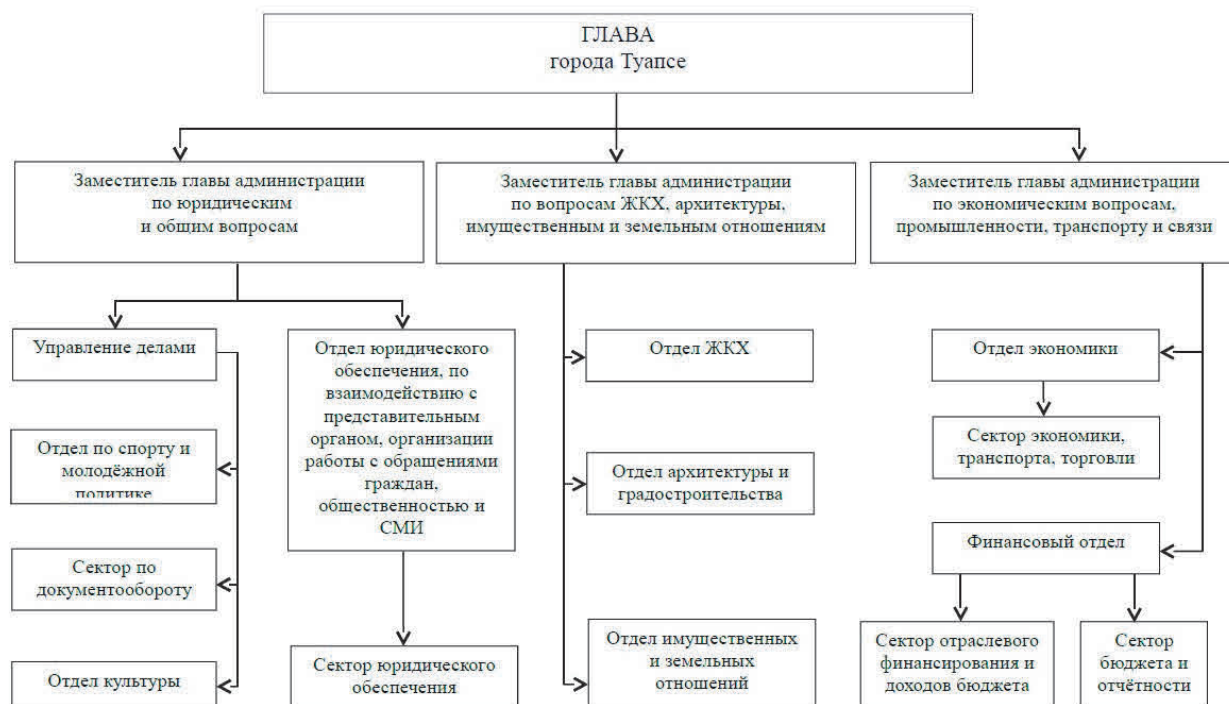 ГЛАВА
города Туапсе
Заместитель главы администрации
по юридическим
и общим вопросам
Заместитель главы администрации
по вопросам ЖКХ, архитектуры,
имущественным и земельным отношениям
Заместитель главы администрации
по экономическим вопросам,
промышленности, транспорту и связи
Управление делами
Отдел по спорту и
молодёжной
политике
Сектор по
документообороту
Отдел культуры
Отдел юридического
обеспечения, по
взаимодействию с
представительным
органом, организации
работы с обращениями
граждан,
общественностью и
СМИ
Сектор юридического
обеспечения
Отдел ЖКХ
Отдел архитектуры и
градостроительства
Отдел имущественных
и земельных
отношений
Отдел экономики
Сектор экономики,
транспорта, торговли
Финансовый отдел
Сектор отраслевого
финансирования и
доходов бюджета
Сектор
бюджета и
отчётности